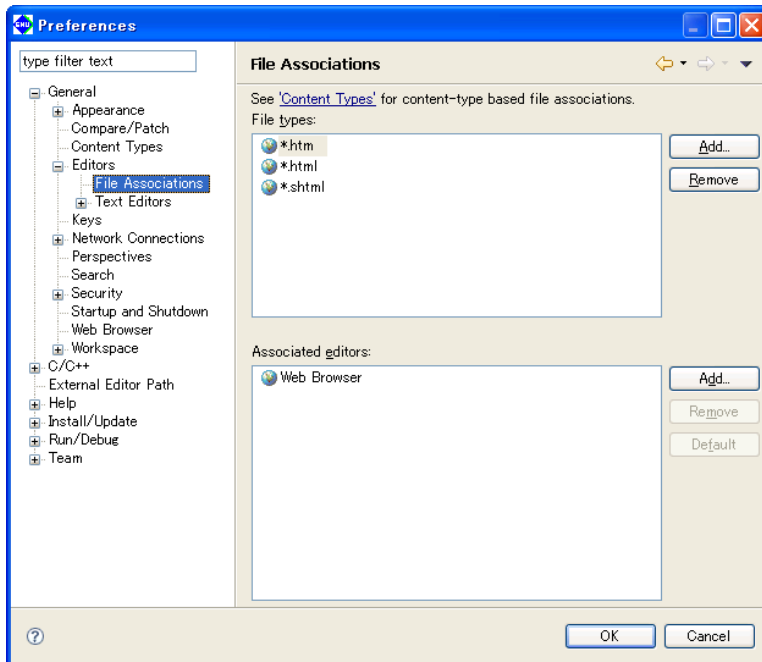 EMU Preferences
type filter text
General
Appearance
Compare/Patch
Content Types
Editors
File Associations
Text Editors
Keys
Network Connections
Perspectives
Search
Security
Startup and Shutdown
Web Browser
Workspace
C/C++
External Editor Path
Help
Install/Update
Run/Debug
Team
File Associations
See 'Content Types' for content-type based file associations.
File types:
*.htm
*.html
*.shtml
Add...
Remove
Associated editors:
Web Browser
Add...
Remove
Default
?
OK
Cancel